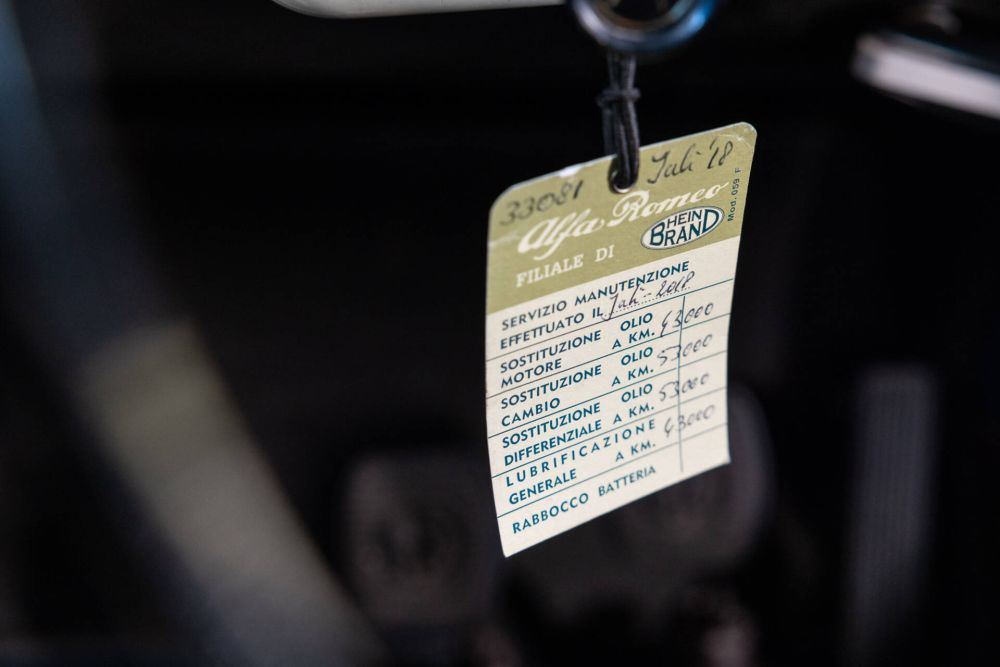 33081 Juli '18
Alfa Romeo
Mod. 059 F
FILIALE DI RHEIN BRAND
SERVIZIO MANUTENZIONE
EFFETTUATO IL Juli - 2018
SOSTITUZIONE OLIO
MOTORE A KM. 43000
SOSTITUZIONE OLIO
CAMBIO A KM. 53000
SOSTITUZIONE OLIO
DIFFERENZIALE A KM. 53000
LUBRIFICAZIONE
GENERALE A KM. 43000
RABBOCCO BATTERIA